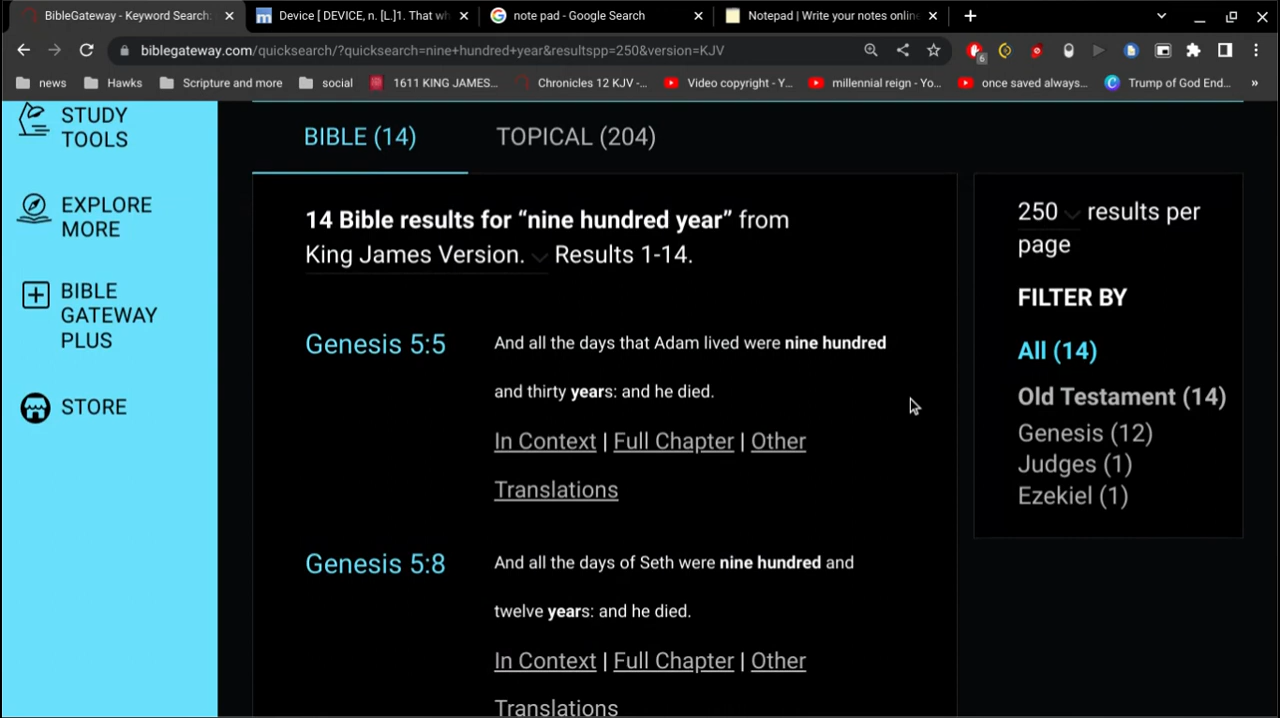 BibleGateway - Keyword Search:
Device [ DEVICE, n. [L.]1. That wh
note pad - Google Search
Notepad | Write your notes online
biblegateway.com/quicksearch/?quicksearch=nine+hundred+year&resultspp=250&version=KJV
6
news
Hawks
Scripture and more
social
1611 KING JAMES...
Chronicles 12 KJV -...
Video copyright - Y...
millennial reign - Yo...
once saved always...
Trump of God End...
»
STUDY
TOOLS
EXPLORE
MORE
BIBLE
GATEWAY
PLUS
STORE
BIBLE (14)
TOPICAL (204)
14 Bible results for “nine hundred year” from
King James Version. Results 1-14.
Genesis 5:5
And all the days that Adam lived were nine hundred
and thirty years: and he died.
In Context | Full Chapter | Other
Translations
Genesis 5:8
And all the days of Seth were nine hundred and
twelve years: and he died.
In Context | Full Chapter | Other
Translations
250 results per
page
FILTER BY
All (14)
Old Testament (14)
Genesis (12)
Judges (1)
Ezekiel (1)